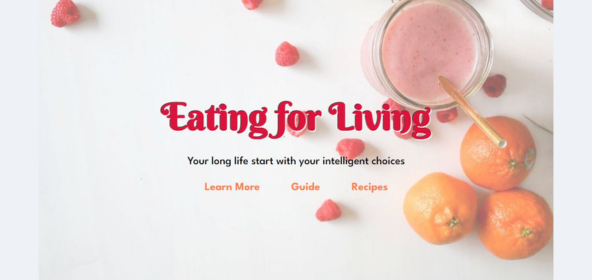 Eating for Living
Your long life start with your intelligent choices
Learn More Guide Recipes